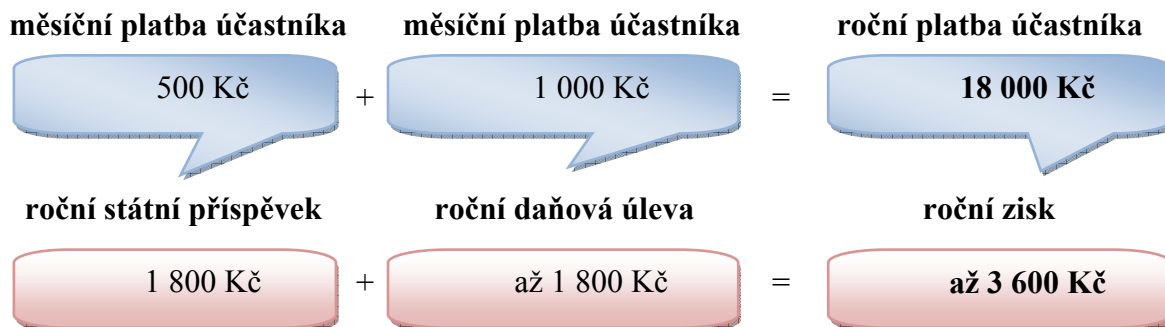 měsíční platba účastníka měsíční platba účastníka roční platba účastníka
500 Kč + 1 000 Kč = 18 000 Kč
roční státní příspěvek roční daňová úleva roční zisk
1 800 Kč + až 1 800 Kč = až 3 600 Kč